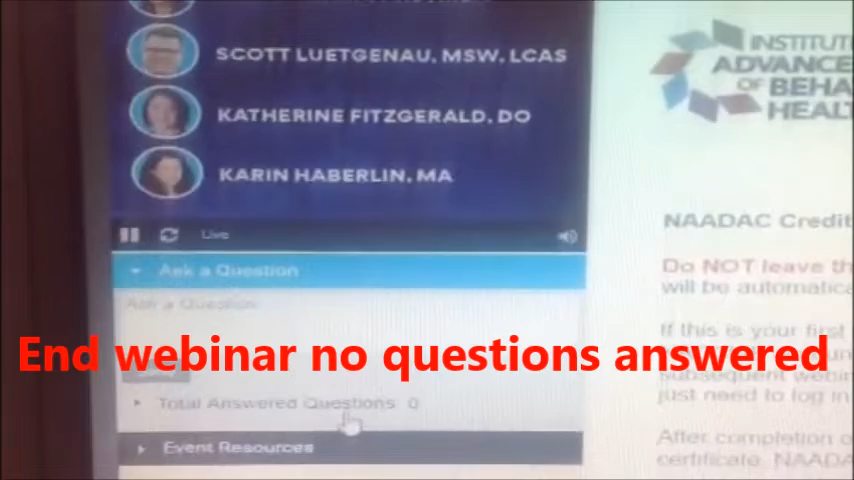 SCOTT LUETGENAU, MSW, LCAS
KATHERINE FITZGERALD, DO
KARIN HABERLIN, MA
Live
Ask a Question
Ask a Question
Total Answered Questions 0
Event Resources
INSTITUT
ADVANCE
OF BEHA
HEALT
NAADAC Credit
Do NOT leave th
will be automatica
If this is your first
subsequent webin
just need to log in
After completion o
certificate. NAADA
End webinar no questions answered